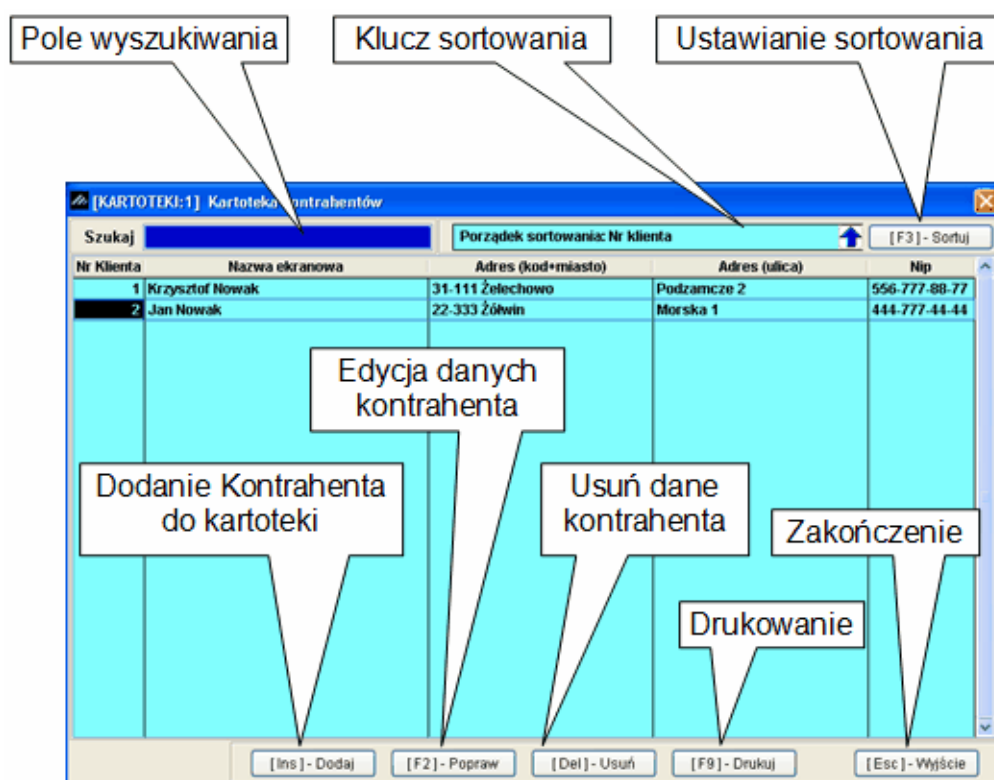 Pole wyszukiwania
Klucz sortowania
Ustawianie sortowania
[KARTOTEKI:1] Kartoteka kontrahentów
Szukaj
Porządek sortowania: Nr klienta
[F3] - Sortuj
Nr Klienta Nazwa ekranowa Adres (kod+miasto) Adres (ulica) Nip
1 Krzysztof Nowak 31-111 Żelechowo Podzamcze 2 556-777-88-77
2 Jan Nowak 22-333 Żółwin Morska 1 444-777-44-44
Edycja danych
kontrahenta
Dodanie Kontrahenta
do kartoteki
Usuń dane
kontrahenta
Zakończenie
Drukowanie
[Ins] - Dodaj [F2] - Popraw [Del] - Usuń [F9] - Drukuj [Esc] - Wyjście